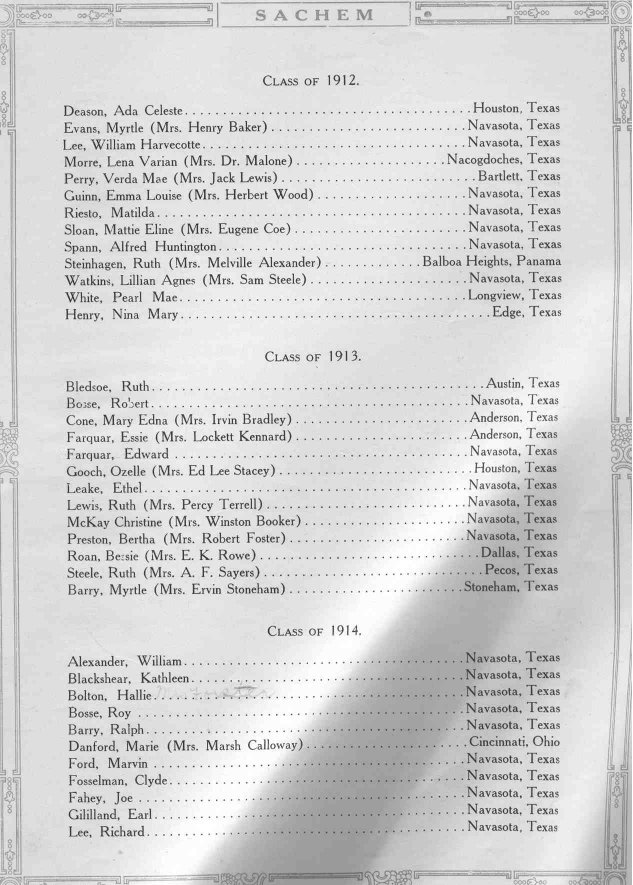 SACHEM
CLASS OF 1912.
Deason, Ada Celeste . . . . . . . . . . Houston, Texas
Evans, Myrtle (Mrs. Henry Baker) . . . . . . . . . . Navasota, Texas
Lee, William Harvecotte . . . . . . . . . . Navasota, Texas
Morre, Lena Varian (Mrs. Dr. Malone) . . . . . . . . . . Nacogdoches, Texas
Perry, Verda Mae (Mrs. Jack Lewis) . . . . . . . . . . Bartlett, Texas
Guinn, Emma Louise (Mrs. Herbert Wood) . . . . . . . . . . Navasota, Texas
Riesto, Matilda . . . . . . . . . . Navasota, Texas
Sloan, Mattie Eline (Mrs. Eugene Coe) . . . . . . . . . . Navasota, Texas
Spann, Alfred Huntington . . . . . . . . . . Navasota, Texas
Steinhagen, Ruth (Mrs. Melville Alexander) . . . . . . . . . . Balboa Heights, Panama
Watkins, Lillian Agnes (Mrs. Sam Steele) . . . . . . . . . . Navasota, Texas
White, Pearl Mae . . . . . . . . . . Longview, Texas
Henry, Nina Mary . . . . . . . . . . Edge, Texas
CLASS OF 1913.
Bledsoe, Ruth . . . . . . . . . . Austin, Texas
Bosse, Robert . . . . . . . . . . Navasota, Texas
Cone, Mary Edna (Mrs. Irvin Bradley) . . . . . . . . . . Anderson, Texas
Farquar, Essie (Mrs. Lockett Kennard) . . . . . . . . . . Anderson, Texas
Farquar, Edward . . . . . . . . . . Navasota, Texas
Gooch, Ozelle (Mrs. Ed Lee Stacey) . . . . . . . . . . Houston, Texas
Leake, Ethel . . . . . . . . . . Navasota, Texas
Lewis, Ruth (Mrs. Percy Terrell) . . . . . . . . . . Navasota, Texas
McKay Christine (Mrs. Winston Booker) . . . . . . . . . . Navasota, Texas
Preston, Bertha (Mrs. Robert Foster) . . . . . . . . . . Navasota, Texas
Roan, Bessie (Mrs. E. K. Rowe) . . . . . . . . . . Dallas, Texas
Steele, Ruth (Mrs. A. F. Sayers) . . . . . . . . . . Pecos, Texas
Barry, Myrtle (Mrs. Ervin Stoneham) . . . . . . . . . . Stoneham, Texas
CLASS OF 1914.
Alexander, William . . . . . . . . . . Navasota, Texas
Blackshear, Kathleen . . . . . . . . . . Navasota, Texas
Bolton, Hallie . . . . . . . . . . Navasota, Texas
Bosse, Roy . . . . . . . . . . Navasota, Texas
Barry, Ralph . . . . . . . . . . Navasota, Texas
Danford, Marie (Mrs. Marsh Calloway) . . . . . . . . . . Cincinnati, Ohio
Ford, Marvin . . . . . . . . . . Navasota, Texas
Fosselman, Clyde . . . . . . . . . . Navasota, Texas
Fahey, Joe . . . . . . . . . . Navasota, Texas
Gililland, Earl . . . . . . . . . . Navasota, Texas
Lee, Richard . . . . . . . . . . Navasota, Texas